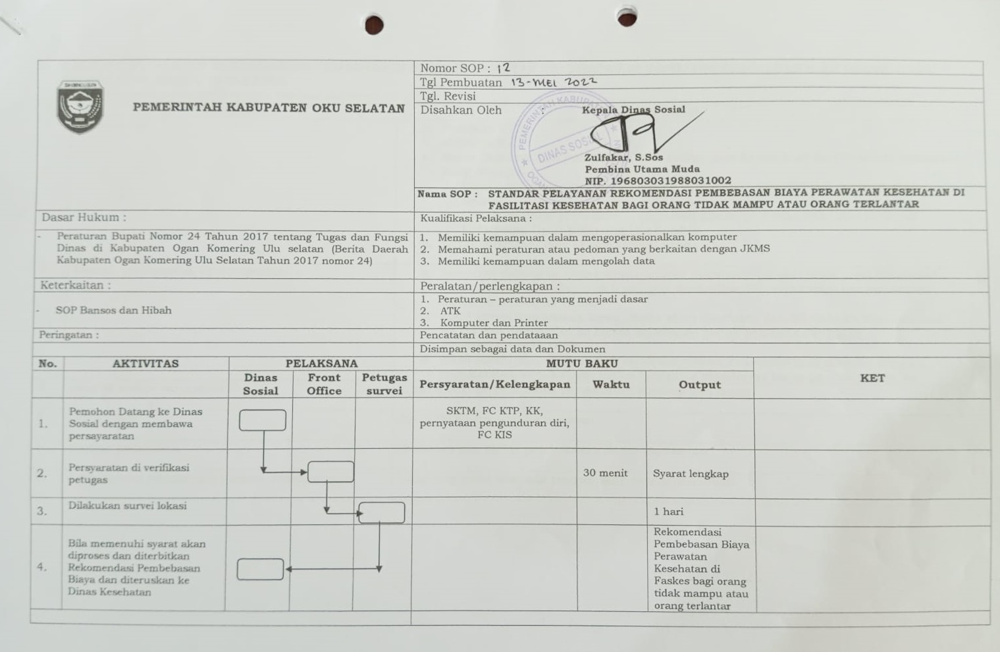 PEMERINTAH KABUPATEN OKU SELATAN
Nomor SOP : 12
Tgl Pembuatan 13-MEI 2022
Tgl. Revisi
Disahkan Oleh :
Kepala Dinas Sosial
PEMERINTAH KABUPATEN
DINAS SOSIAL
OGAN
Zulfakar, S.Sos
Pembina Utama Muda
NIP. 196803031988031002
Nama SOP : STANDAR PELAYANAN REKOMENDASI PEMBEBASAN BIAYA PERAWATAN KESEHATAN DI
FASILITASI KESEHATAN BAGI ORANG TIDAK MAMPU ATAU ORANG TERLANTAR
Dasar Hukum :
- Peraturan Bupati Nomor 24 Tahun 2017 tentang Tugas dan Fungsi
Dinas di Kabupaten Ogan Komering Ulu selatan (Berita Daerah
Kabupaten Ogan Komering Ulu Selatan Tahun 2017 nomor 24)
Kualifikasi Pelaksana :
1. Memiliki kemampuan dalam mengoperasionalkan komputer
2. Memahami peraturan atau pedoman yang berkaitan dengan JKMS
3. Memiliki kemampuan dalam mengolah data
Keterkaitan :
- SOP Bansos dan Hibah
Peralatan/perlengkapan :
1. Peraturan – peraturan yang menjadi dasar
2. ATK
3. Komputer dan Printer
Peringatan :
Pencatatan dan pendataaan
Disimpan sebagai data dan Dokumen
No. AKTIVITAS PELAKSANA MUTU BAKU KET
Dinas Sosial Front Office Petugas survei Persyaratan/Kelengkapan Waktu Output
1. Pemohon Datang ke Dinas
Sosial dengan membawa
persayaratan
SKTM, FC KTP, KK,
pernyataan pengunduran diri,
FC KIS
2. Persyaratan di verifikasi
petugas
30 menit
Syarat lengkap
3. Dilakukan survei lokasi
1 hari
4. Bila memenuhi syarat akan
diproses dan diterbitkan
Rekomendasi Pembebasan
Biaya dan diteruskan ke
Dinas Kesehatan
Rekomendasi
Pembebasan Biaya
Perawatan
Kesehatan di
Faskes bagi orang
tidak mampu atau
orang terlantar